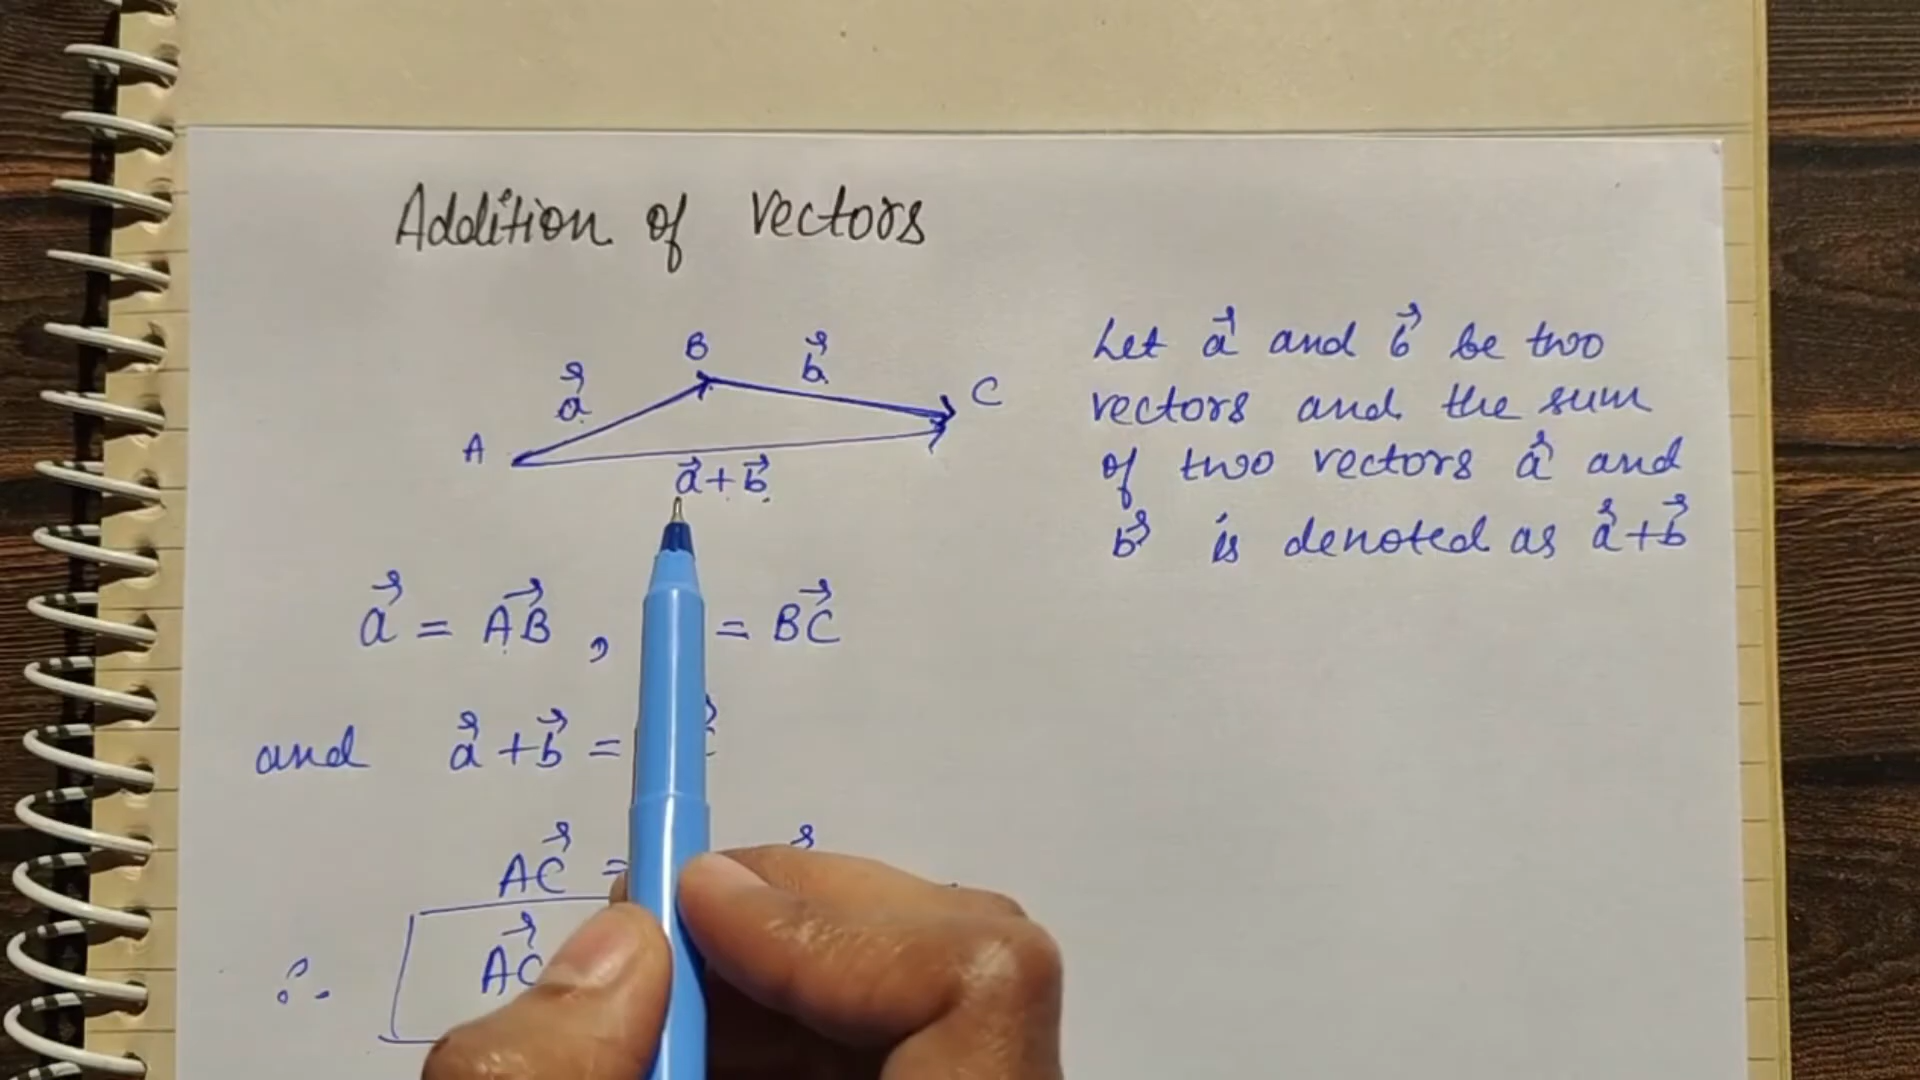 Addition of vectors
B
b⃗
a⃗
C
A
a⃗+b⃗
Let a⃗ and b⃗ be two
vectors and the sum
of two vectors a⃗ and
b⃗ is denoted as a⃗+b⃗
a⃗ = AB⃗ , = BC⃗
and a⃗+b⃗ =
AC⃗ =
∴ AC⃗